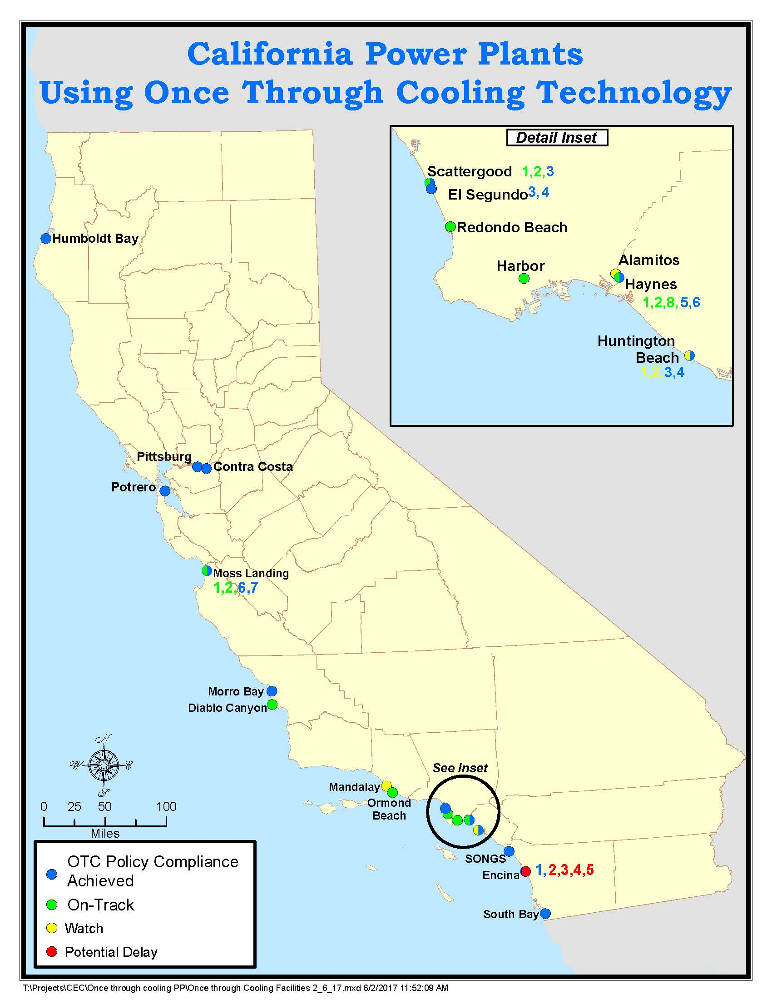 California Power Plants
Using Once Through Cooling Technology
Detail Inset
Scattergood 1,2,3
El Segundo 3, 4
Redondo Beach
Harbor
Alamitos
Haynes
1,2,8,5,6
Huntington
Beach
1,2,3,4
Humboldt Bay
Pittsburg
Contra Costa
Potrero
Moss Landing
1,2,6,7
Morro Bay
Diablo Canyon
N
W E
S
See Inset
Mandalay
Ormond
Beach
0 25 50 100
Miles
SONGS
Encina 1, 2,3,4,5
South Bay
OTC Policy Compliance
Achieved
On-Track
Watch
Potential Delay
T:\Projects\CEC\Once through cooling PP\Once through Cooling Facilities 2_6_17.mxd 6/2/2017 11:52:09 AM